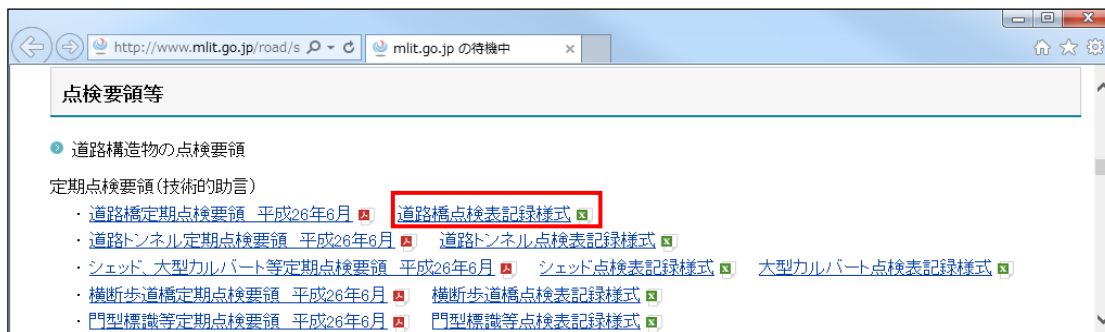 http://www.mlit.go.jp/road/s mlit.go.jp の待機中
点検要領等
道路構造物の点検要領
定期点検要領(技術的助言)
・道路橋定期点検要領 平成26年6月 道路橋点検表記録様式
・道路トンネル定期点検要領 平成26年6月 道路トンネル点検表記録様式
・シェッド、大型カルバート等定期点検要領 平成26年6月 シェッド点検表記録様式 大型カルバート点検表記録様式
・横断歩道橋定期点検要領 平成26年6月 横断歩道橋点検表記録様式
・門型標識等定期点検要領 平成26年6月 門型標識等点検表記録様式